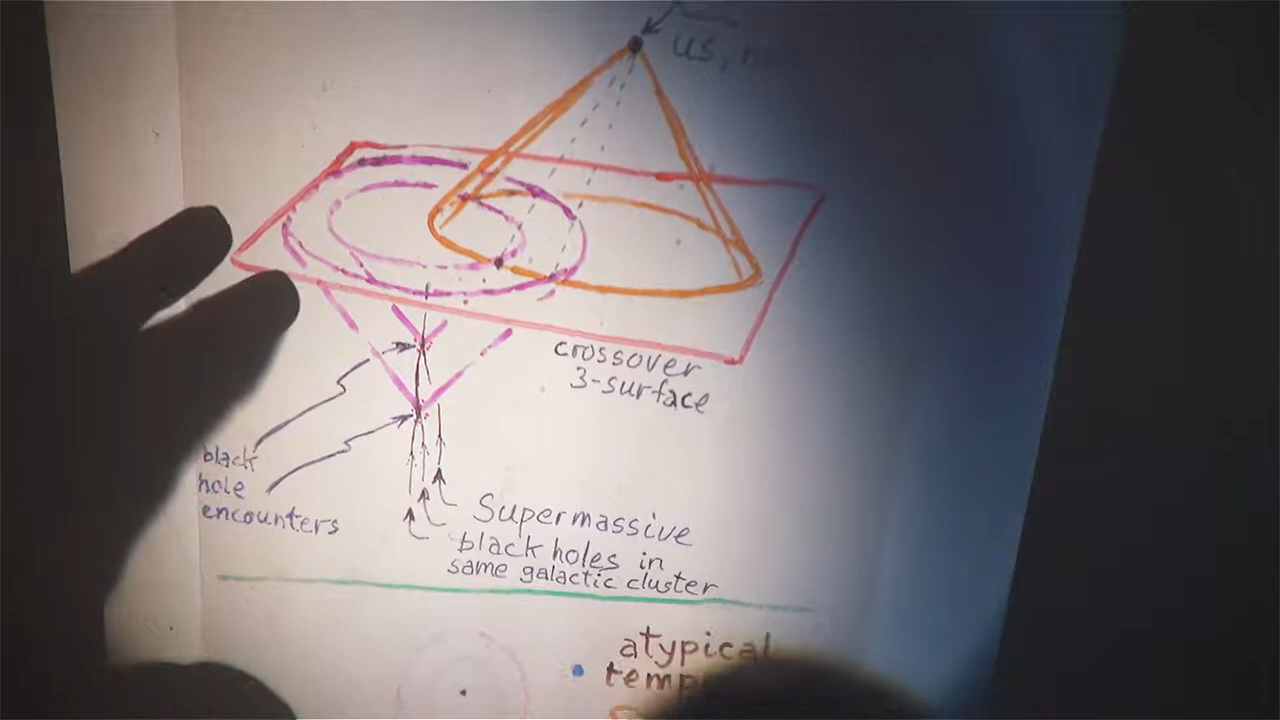 us,
crossover
3-surface
black
hole
encounters
Supermassive
black holes in
same galactic cluster
atypical